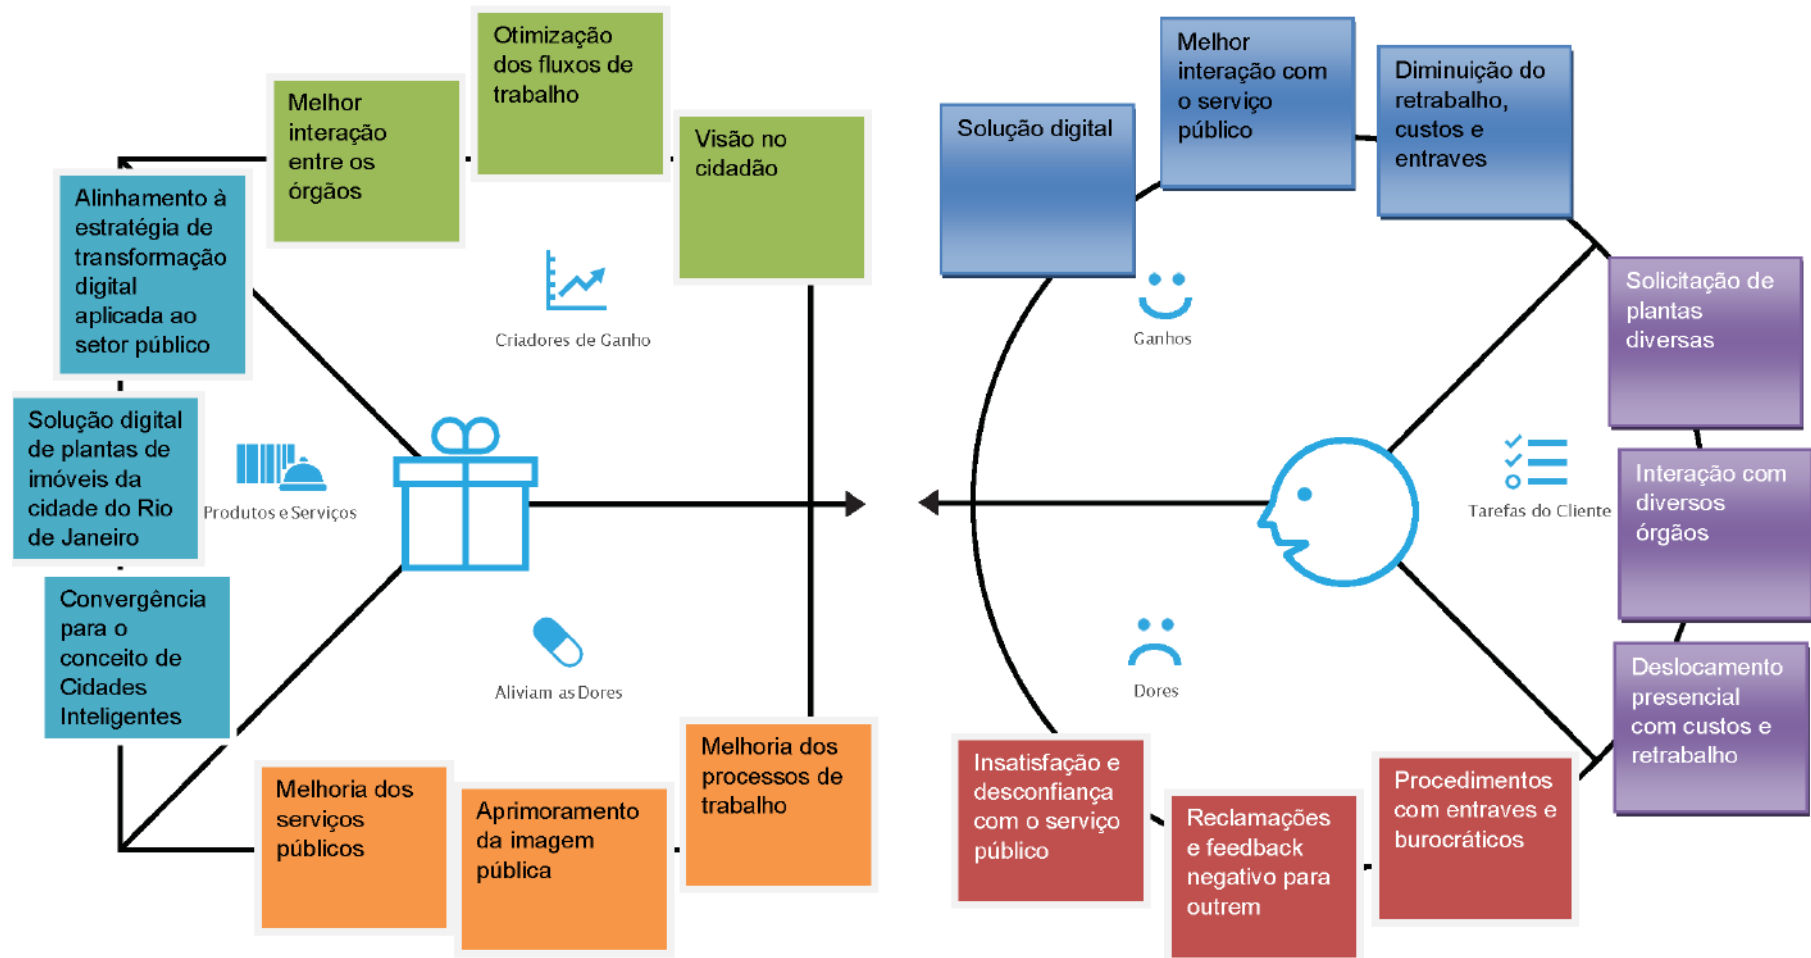 Otimização
dos fluxos de
trabalho
Melhor
interação
entre os
órgãos
Visão no
cidadão
Alinhamento à
estratégia de
transformação
digital
aplicada ao
setor público
Criadores de Ganho
Solução digital
de plantas de
imóveis da
cidade do Rio
de Janeiro
Produtos e Serviços
Convergência
para o
conceito de
Cidades
Inteligentes
Aliviam as Dores
Melhoria dos
serviços
públicos
Aprimoramento
da imagem
pública
Melhoria dos
processos de
trabalho
Solução digital
Melhor
interação com
o serviço
público
Diminuição do
retrabalho,
custos e
entraves
Ganhos
Solicitação de
plantas
diversas
Interação com
diversos
órgãos
Tarefas do Cliente
Deslocamento
presencial
com custos e
retrabalho
Dores
Insatisfação e
desconfiança
com o serviço
público
Reclamações
e feedback
negativo para
outrem
Procedimentos
com entraves e
burocráticos